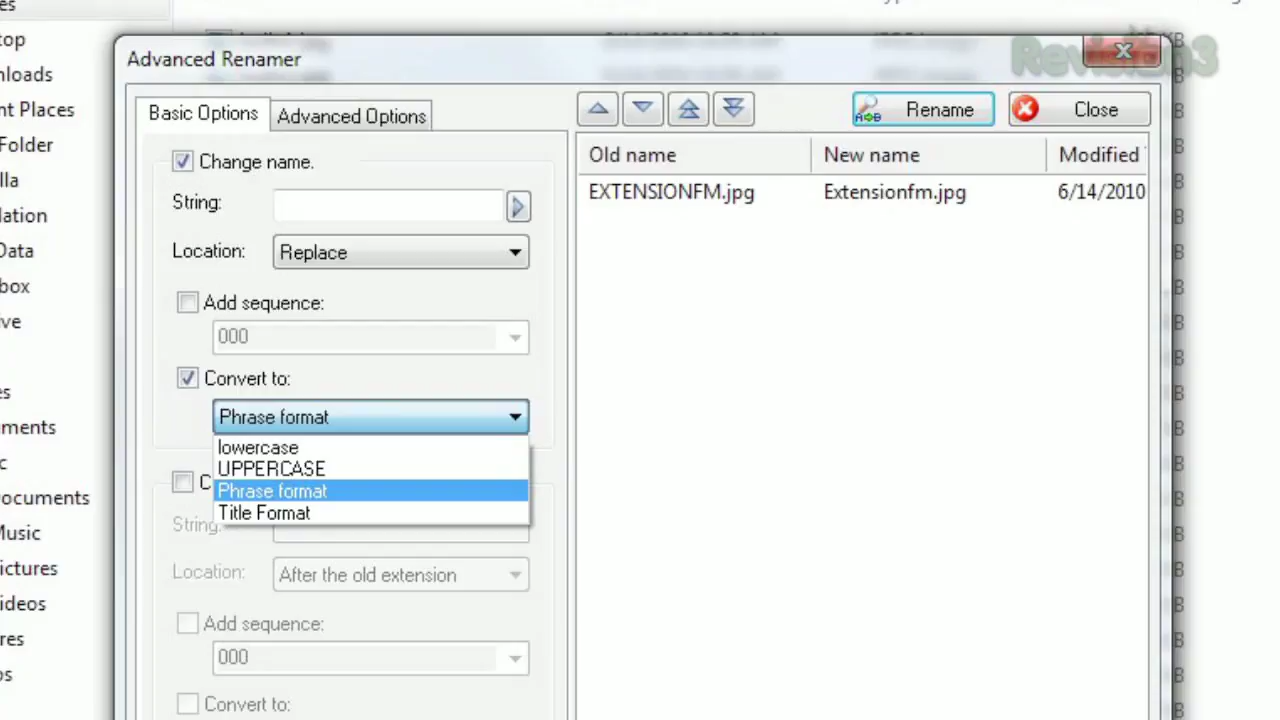 top
Advanced Renamer
Revision3
nloads
nt Places
Folder
lla
lation
Data
box
ive
es
ments
c
ocuments
Music
ictures
ideos
res
os
Basic Options
Advanced Options
Rename
Close
Change name.
String:
Location:
Replace
Add sequence:
000
Convert to:
Phrase format
lowercase
UPPERCASE
Phrase format
Title Format
C
String:
Location:
After the old extension
Add sequence:
000
Convert to:
Old name
New name
Modified
EXTENSIONFM.jpg
Extensionfm.jpg
6/14/2010